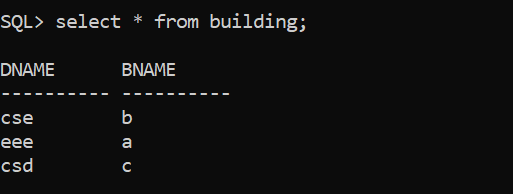 SQL> select * from building;
DNAME      BNAME
---------- ----------
cse        b
eee        a
csd        c